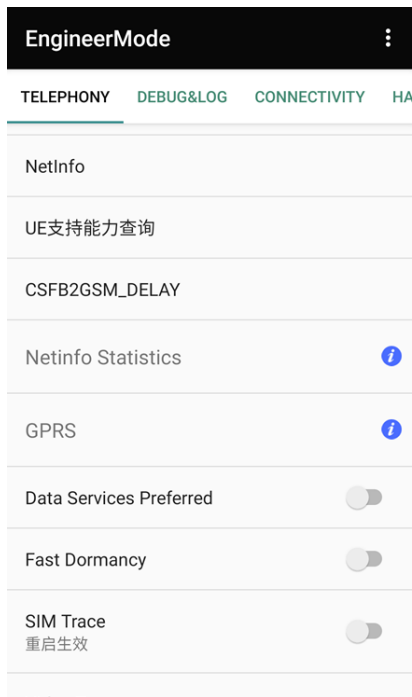 EngineerMode
TELEPHONY DEBUG&LOG CONNECTIVITY HA
NetInfo
UE支持能力查询
CSFB2GSM_DELAY
Netinfo Statistics
GPRS
Data Services Preferred
Fast Dormancy
SIM Trace
重启生效